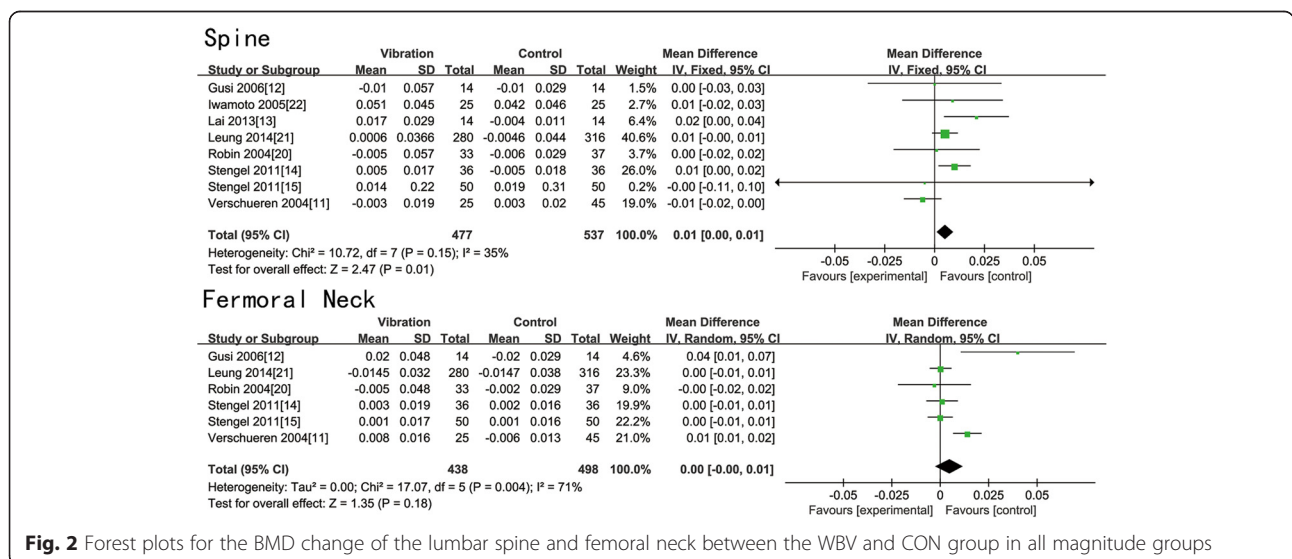 Spine
Vibration Control Mean Difference Mean Difference
Study or Subgroup Mean SD Total Mean SD Total Weight IV, Fixed, 95% CI IV, Fixed, 95% CI
Gusi 2006[12] -0.01 0.057 14 -0.01 0.029 14 1.5% 0.00 [-0.03, 0.03]
Iwamoto 2005[22] 0.051 0.045 25 0.042 0.046 25 2.7% 0.01 [-0.02, 0.03]
Lai 2013[13] 0.017 0.029 14 -0.004 0.011 14 6.4% 0.02 [0.00, 0.04]
Leung 2014[21] 0.0006 0.0366 280 -0.0046 0.044 316 40.6% 0.01 [-0.00, 0.01]
Robin 2004[20] -0.005 0.057 33 -0.006 0.029 37 3.7% 0.00 [-0.02, 0.02]
Stengel 2011[14] 0.005 0.017 36 -0.005 0.018 36 26.0% 0.01 [0.00, 0.02]
Stengel 2011[15] 0.014 0.22 50 0.019 0.31 50 0.2% -0.00 [-0.11, 0.10]
Verschueren 2004[11] -0.003 0.019 25 0.003 0.02 45 19.0% -0.01 [-0.02, 0.00]
Total (95% CI) 477 537 100.0% 0.01 [0.00, 0.01]
Heterogeneity: Chi² = 10.72, df = 7 (P = 0.15); I² = 35%
Test for overall effect: Z = 2.47 (P = 0.01)
-0.05 -0.025 0 0.025 0.05
Favours [experimental] Favours [control]
Fermoral Neck
Vibration Control Mean Difference Mean Difference
Study or Subgroup Mean SD Total Mean SD Total Weight IV, Random, 95% CI IV, Random, 95% CI
Gusi 2006[12] 0.02 0.048 14 -0.02 0.029 14 4.6% 0.04 [0.01, 0.07]
Leung 2014[21] -0.0145 0.032 280 -0.0147 0.038 316 23.3% 0.00 [-0.01, 0.01]
Robin 2004[20] -0.005 0.048 33 -0.002 0.029 37 9.0% -0.00 [-0.02, 0.02]
Stengel 2011[14] 0.003 0.019 36 0.002 0.016 36 19.9% 0.00 [-0.01, 0.01]
Stengel 2011[15] 0.001 0.017 50 0.001 0.016 50 22.2% 0.00 [-0.01, 0.01]
Verschueren 2004[11] 0.008 0.016 25 -0.006 0.013 45 21.0% 0.01 [0.01, 0.02]
Total (95% CI) 438 498 100.0% 0.00 [-0.00, 0.01]
Heterogeneity: Tau² = 0.00; Chi² = 17.07, df = 5 (P = 0.004); I² = 71%
Test for overall effect: Z = 1.35 (P = 0.18)
-0.05 -0.025 0 0.025 0.05
Favours [experimental] Favours [control]
Fig. 2 Forest plots for the BMD change of the lumbar spine and femoral neck between the WBV and CON group in all magnitude groups